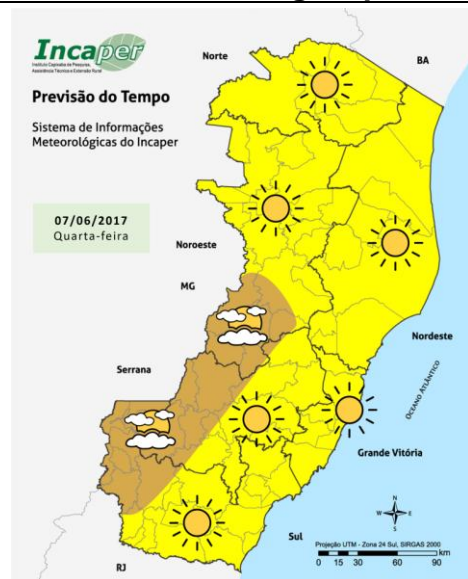 Incaper
Instituto Capixaba de Pesquisa,
Assistência Técnica e Extensão Rural
Previsão do Tempo
Sistema de Informações
Meteorológicas do Incaper
07/06/2017
Quarta-feira
Norte
BA
Noroeste
MG
Nordeste
Serrana
OCEANO ATLÂNTICO
Grande Vitória
Sul
RJ
N
W
E
S
Projeção UTM - Zone 24 Sul, SIRGAS 2000
0 15 30 60 90
km